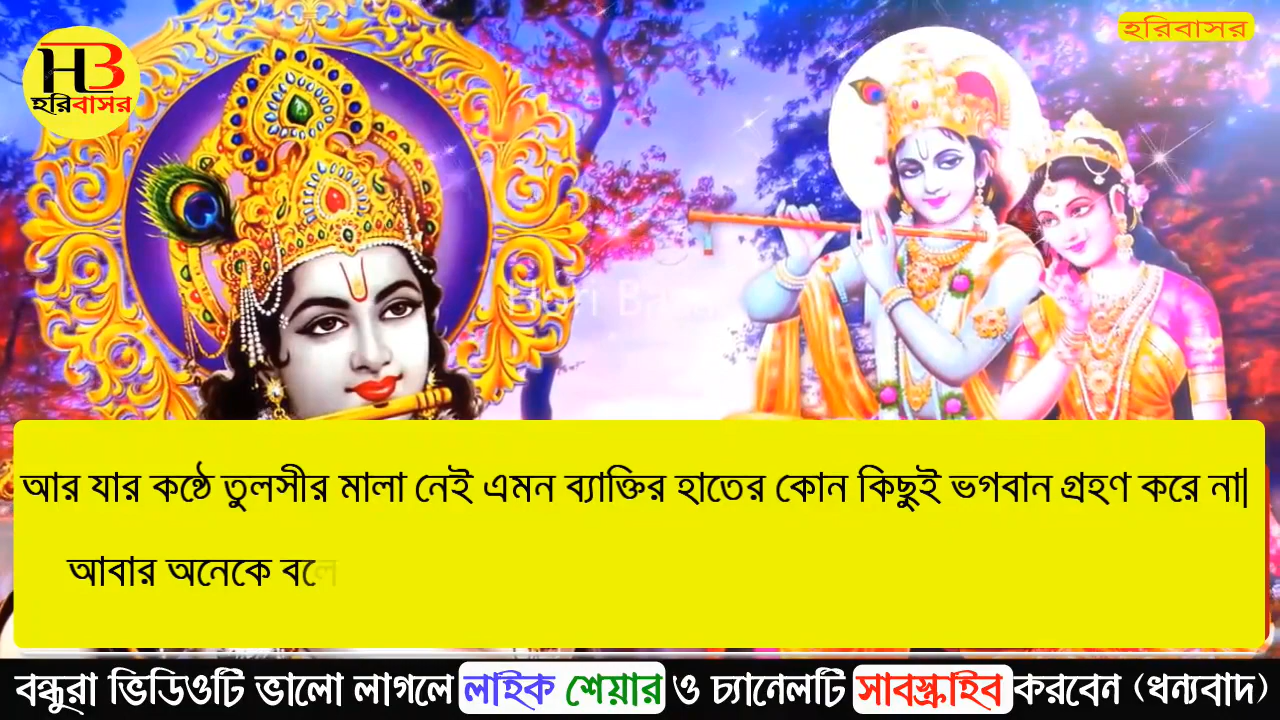 HB
হরিবাসর
হরিবাসর
আর যার কণ্ঠে তুলসীর মালা নেই এমন ব্যাক্তির হাতের কোন কিছুই ভগবান গ্রহণ করে না|
আবার অনেকে বলে
বন্ধুরা ভিডিওটি ভালো লাগলে লাইক শেয়ার ও চ্যানেলটি সাবস্ক্রাইব করবেন (ধন্যবাদ)